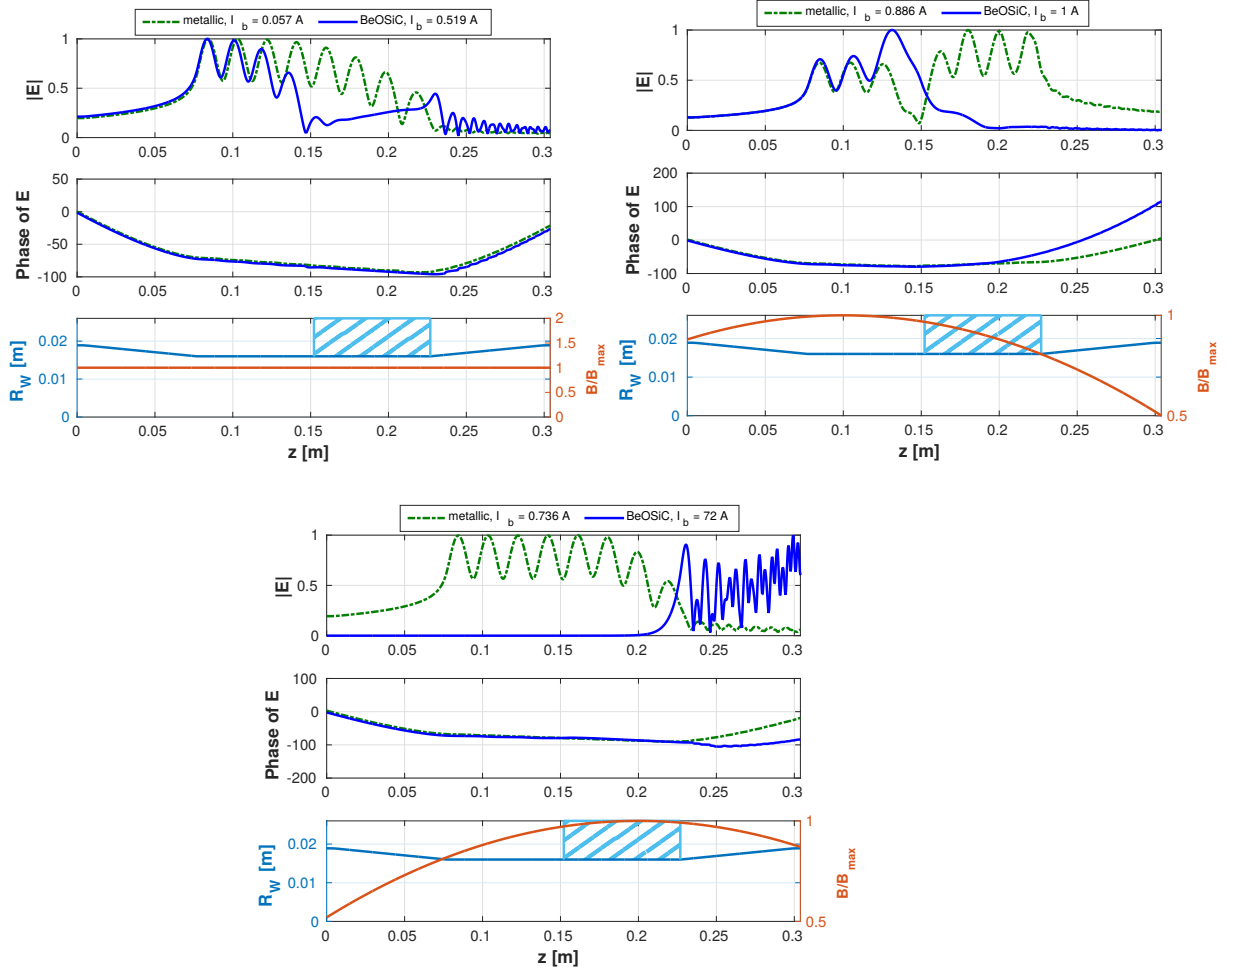 metallic, I b = 0.057 A BeOSiC, I b = 0.519 A
1
0.5
0
|E|
0 0.05 0.1 0.15 0.2 0.25 0.3
50
0
-50
-100
Phase of E
0 0.05 0.1 0.15 0.2 0.25 0.3
0.02
0.01
0
R W [m]
2
1.5
1
0.5
0
B/B max
0 0.05 0.1 0.15 0.2 0.25 0.3
z [m]
metallic, I b = 0.886 A BeOSiC, I b = 1 A
1
0.5
0
|E|
0 0.05 0.1 0.15 0.2 0.25 0.3
200
100
0
-100
Phase of E
0 0.05 0.1 0.15 0.2 0.25 0.3
0.02
0.01
0
R W [m]
1
0.5
B/B max
0 0.05 0.1 0.15 0.2 0.25 0.3
z [m]
metallic, I b = 0.736 A BeOSiC, I b = 72 A
1
0.5
0
|E|
0 0.05 0.1 0.15 0.2 0.25 0.3
100
0
-100
-200
Phase of E
0 0.05 0.1 0.15 0.2 0.25 0.3
0.02
0.01
0
R W [m]
1
0.5
B/B max
0 0.05 0.1 0.15 0.2 0.25 0.3
z [m]